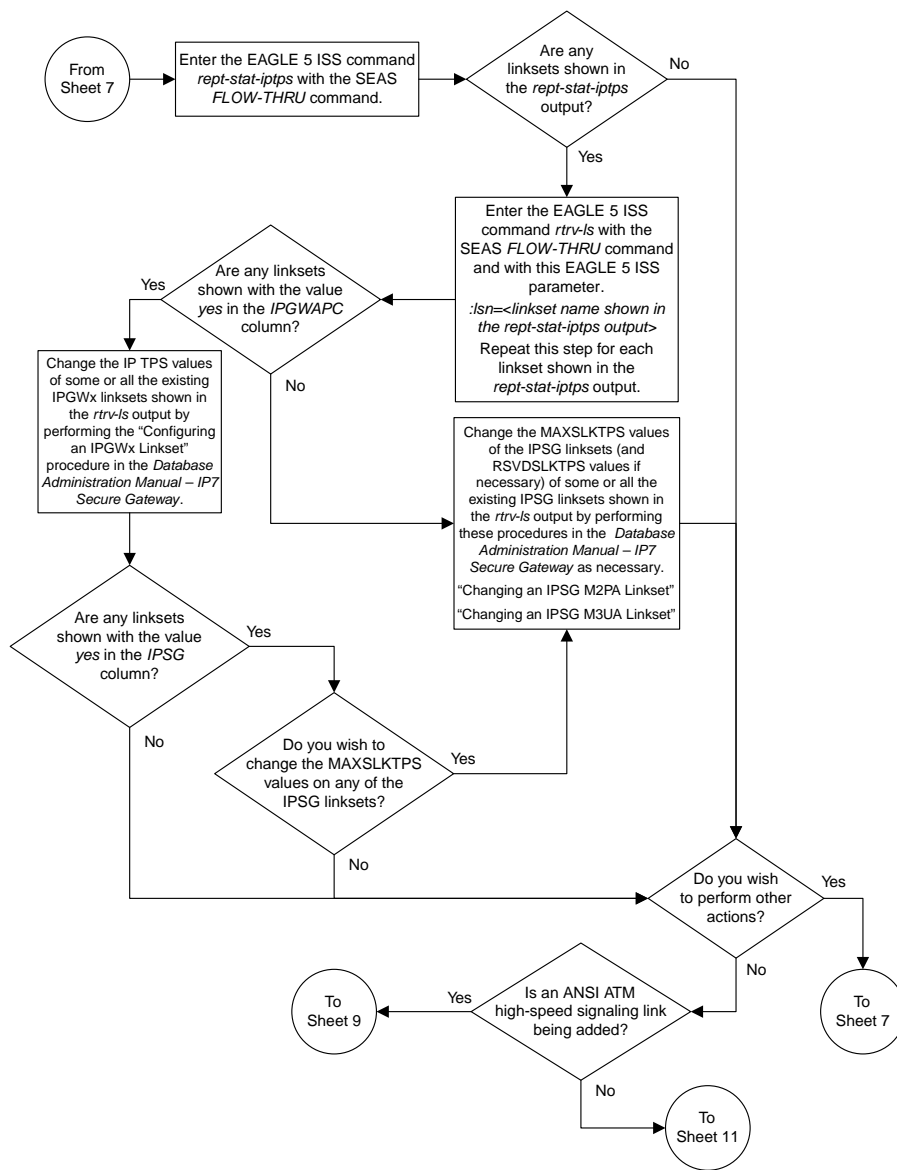 From
Sheet 7
Enter the EAGLE 5 ISS command
rept-stat-iptps with the SEAS
FLOW-THRU command.
Are any
linksets shown in
the rept-stat-iptps
output?
No
Yes
Enter the EAGLE 5 ISS
command rtrv-ls with the
SEAS FLOW-THRU command
and with this EAGLE 5 ISS
parameter.
:lsn=<linkset name shown in
the rept-stat-iptps output>
Repeat this step for each
linkset shown in the
rept-stat-iptps output.
Are any linksets
shown with the value
yes in the IPGWAPC
column?
Yes
No
Change the IP TPS values
of some or all the existing
IPGWx linksets shown in
the rtrv-ls output by
performing the “Configuring
an IPGWx Linkset”
procedure in the Database
Administration Manual – IP7
Secure Gateway.
Change the MAXSLKTPS values
of the IPSG linksets (and
RSVDSLKTPS values if
necessary) of some or all the
existing IPSG linksets shown in
the rtrv-ls output by performing
these procedures in the Database
Administration Manual – IP7
Secure Gateway as necessary.
“Changing an IPSG M2PA Linkset”
“Changing an IPSG M3UA Linkset”
Are any linksets
shown with the value
yes in the IPSG
column?
Yes
No
Do you wish to
change the MAXSLKTPS
values on any of the
IPSG linksets?
Yes
No
Do you wish
to perform other
actions?
Yes
No
To
Sheet 7
Is an ANSI ATM
high-speed signaling link
being added?
Yes
To
Sheet 9
No
To
Sheet 11